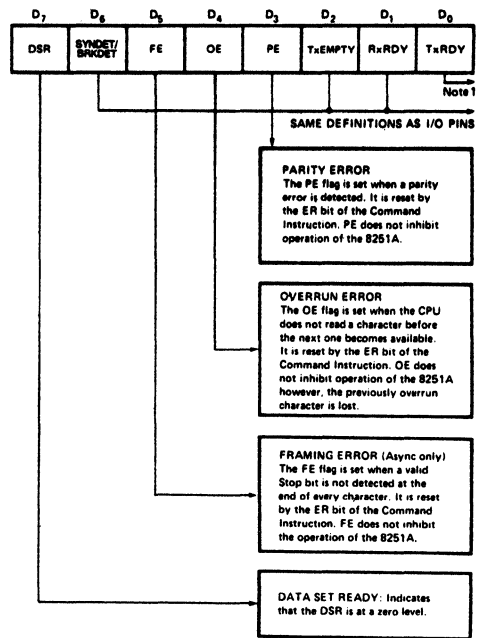 D7 D6 D5 D4 D3 D2 D1 D0
DSR SYNDET/ BRKDET FE OE PE TxEMPTY RxRDY TxRDY
Note 1
SAME DEFINITIONS AS I/O PINS
PARITY ERROR
The PE flag is set when a parity
error is detected. It is reset by
the ER bit of the Command
Instruction. PE does not inhibit
operation of the 8251A.
OVERRUN ERROR
The OE flag is set when the CPU
does not read a character before
the next one becomes available.
It is reset by the ER bit of the
Command Instruction. OE does
not inhibit operation of the 8251A
however, the previously overrun
character is lost.
FRAMING ERROR (Async only)
The FE flag is set when a valid
Stop bit is not detected at the
end of every character. It is reset
by the ER bit of the Command
Instruction. FE does not inhibit
the operation of the 8251A.
DATA SET READY: Indicates
that the DSR is at a zero level.